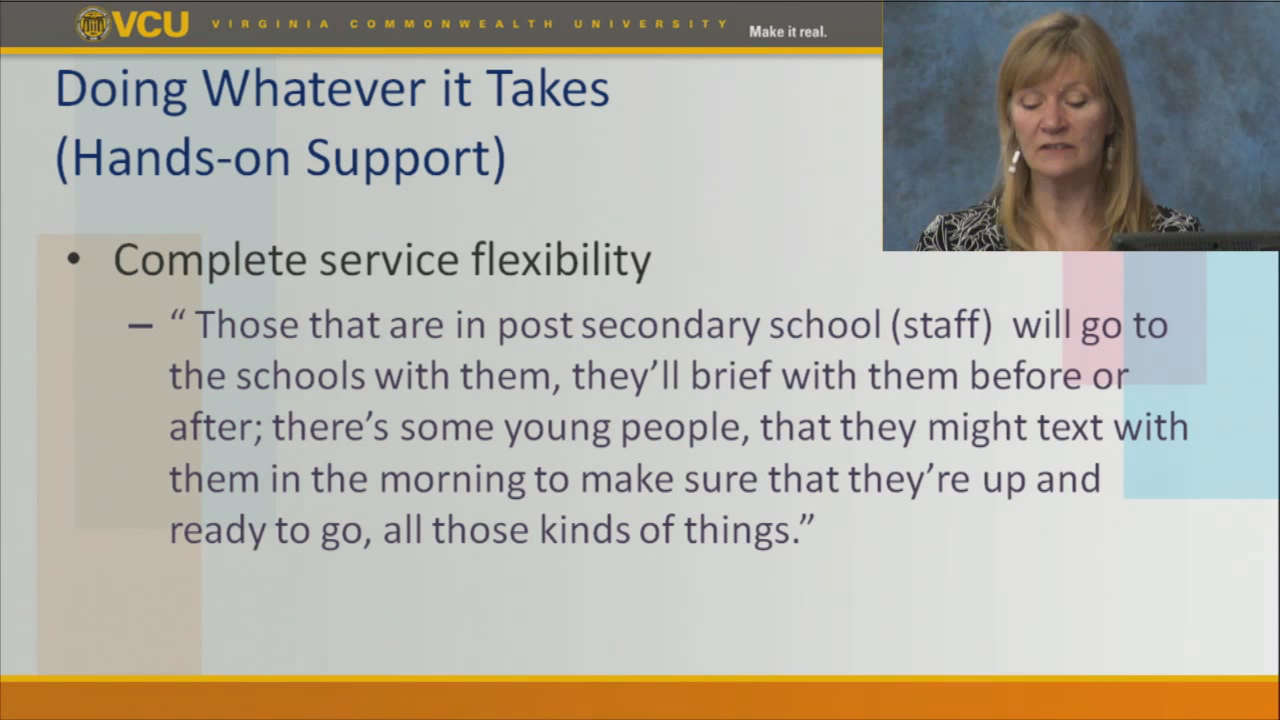 VCU VIRGINIA COMMONWEALTH UNIVERSITY Make it real.
Doing Whatever it Takes
(Hands-on Support)
• Complete service flexibility
– “ Those that are in post secondary school (staff) will go to
the schools with them, they’ll brief with them before or
after; there’s some young people, that they might text with
them in the morning to make sure that they’re up and
ready to go, all those kinds of things.”